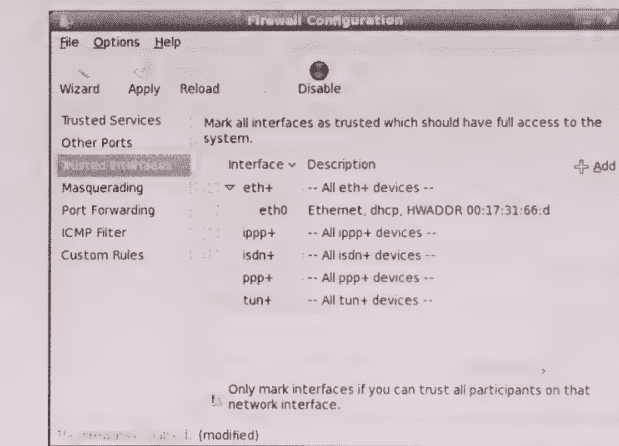 Firewall Configuration
File Options Help
Wizard Apply Reload Disable
Trusted Services
Other Ports
Trusted Interfaces
Masquerading
Port Forwarding
ICMP Filter
Custom Rules
Mark all interfaces as trusted which should have full access to the
system.
Interface Description
Add
eth+ -- All eth+ devices --
eth0 Ethernet, dhcp, HWADDR 00:17:31:66:d
ippp+ -- All ippp+ devices --
isdn+ -- All isdn+ devices --
ppp+ -- All ppp+ devices --
tun+ -- All tun+ devices --
Only mark interfaces if you can trust all participants on that
network interface.
(modified)